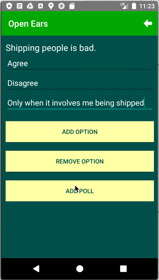 11:23
Open Ears
Shipping people is bad.
Agree
Disagree
Only when it involves me being shipped
ADD OPTION
REMOVE OPTION
ADD POLL